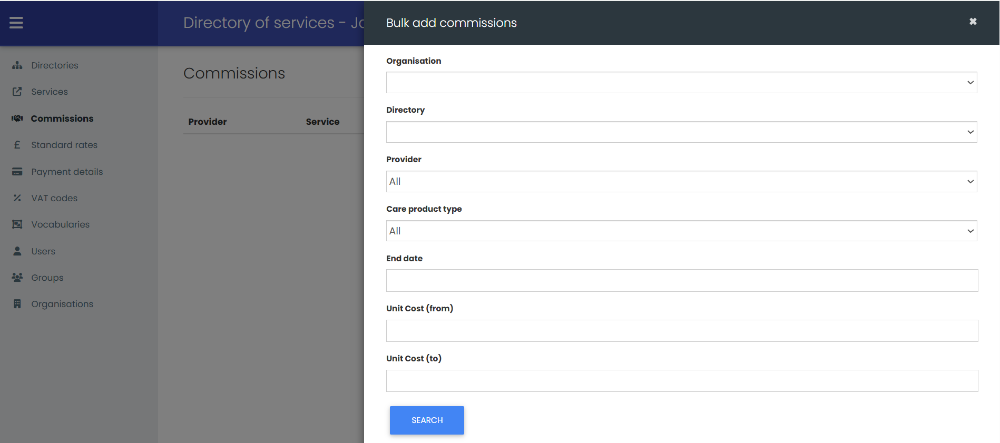 Directory of services -
Bulk add commissions
Directories
Services
Commissions
Standard rates
Payment details
VAT codes
Vocabularies
Users
Groups
Organisations
Commissions
Provider Service
Organisation
Directory
Provider
All
Care product type
All
End date
Unit Cost (from)
Unit Cost (to)
SEARCH